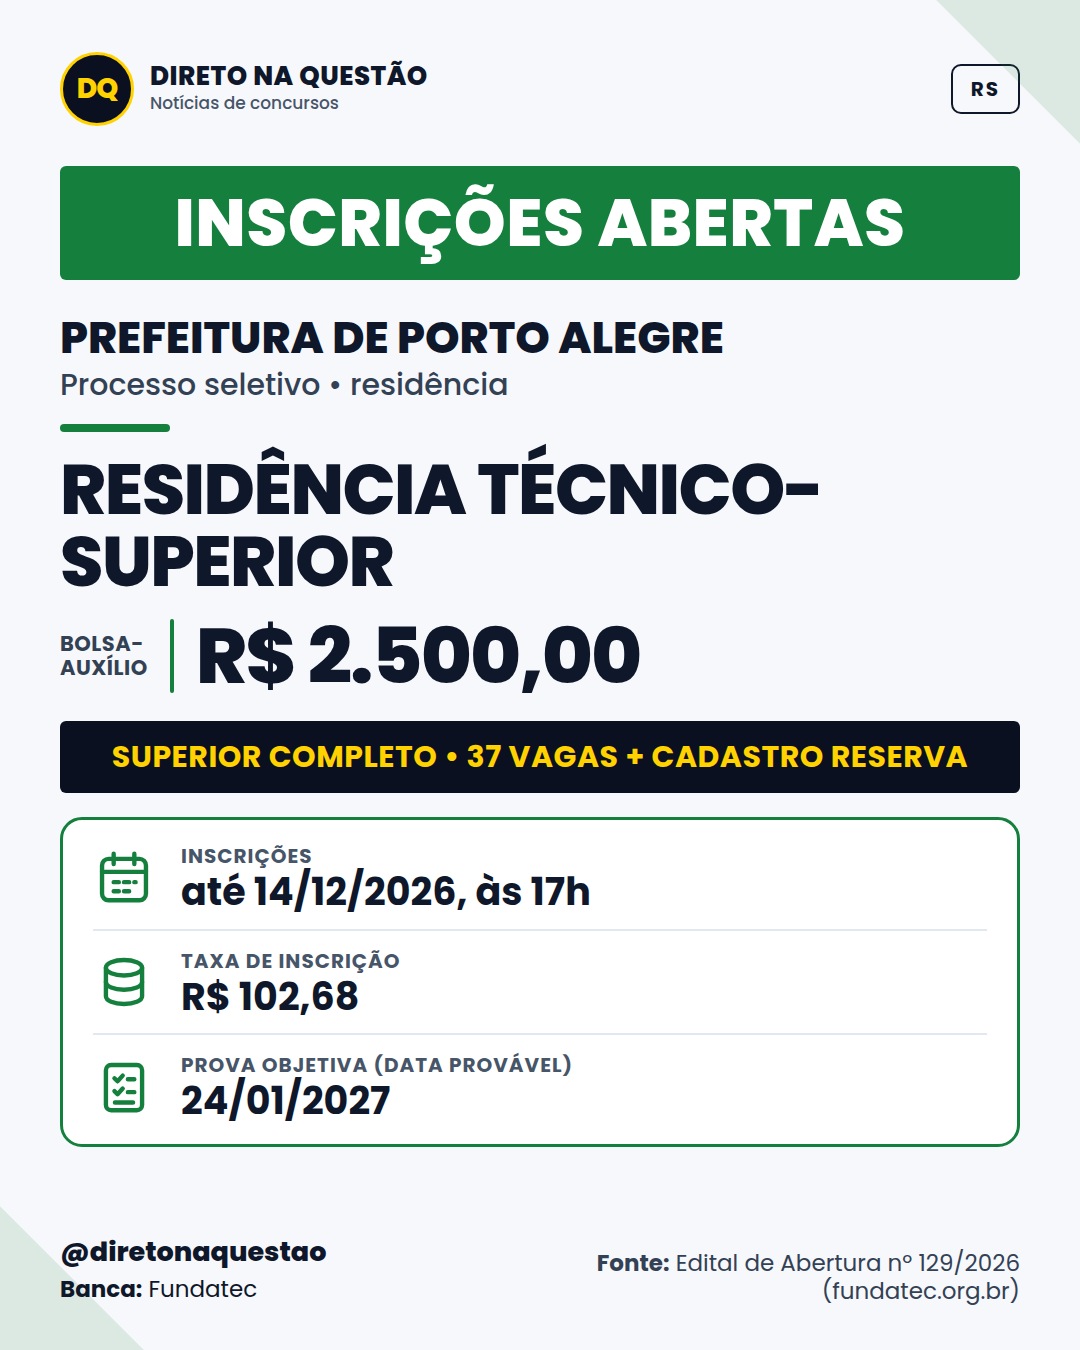 DQ
DIRETO NA QUESTÃO
Notícias de concursos
RS
INSCRIÇÕES ABERTAS
PREFEITURA DE PORTO ALEGRE
Processo seletivo • residência
RESIDÊNCIA TÉCNICO-
SUPERIOR
BOLSA-
AUXÍLIO
R$ 2.500,00
SUPERIOR COMPLETO • 37 VAGAS + CADASTRO RESERVA
INSCRIÇÕES
até 14/12/2026, às 17h
TAXA DE INSCRIÇÃO
R$ 102,68
PROVA OBJETIVA (DATA PROVÁVEL)
24/01/2027
@diretonaquestao
Banca: Fundatec
Fonte: Edital de Abertura nº 129/2026
(fundatec.org.br)